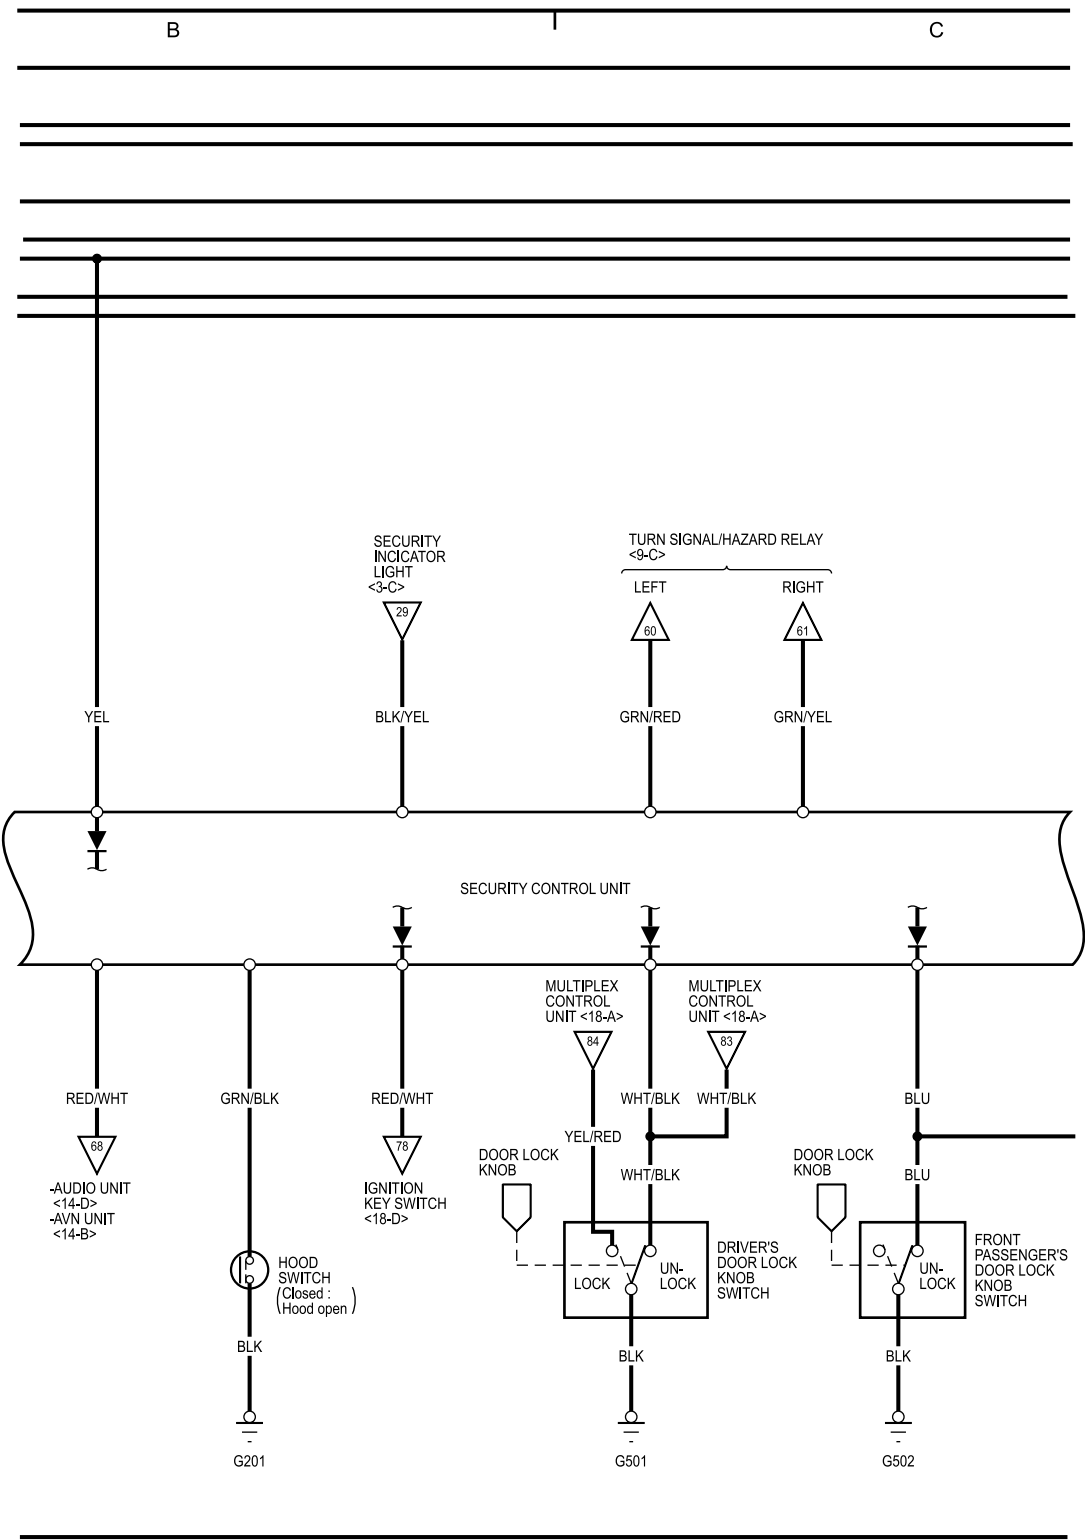 B
C
SECURITY
INCICATOR
LIGHT
<3-C>
29
TURN SIGNAL/HAZARD RELAY
<9-C>
LEFT
RIGHT
60
61
YEL
BLK/YEL
GRN/RED
GRN/YEL
SECURITY CONTROL UNIT
MULTIPLEX
CONTROL
UNIT <18-A>
84
MULTIPLEX
CONTROL
UNIT <18-A>
83
RED/WHT
GRN/BLK
RED/WHT
WHT/BLK
WHT/BLK
BLU
YEL/RED
68
-AUDIO UNIT
<14-D>
-AVN UNIT
<14-B>
78
IGNITION
KEY SWITCH
<18-D>
DOOR LOCK
KNOB
WHT/BLK
DOOR LOCK
KNOB
BLU
HOOD
SWITCH
(Closed :
Hood open )
LOCK
UN-
LOCK
DRIVER'S
DOOR LOCK
KNOB
SWITCH
UN-
LOCK
FRONT
PASSENGER'S
DOOR LOCK
KNOB
SWITCH
BLK
BLK
BLK
G201
G501
G502